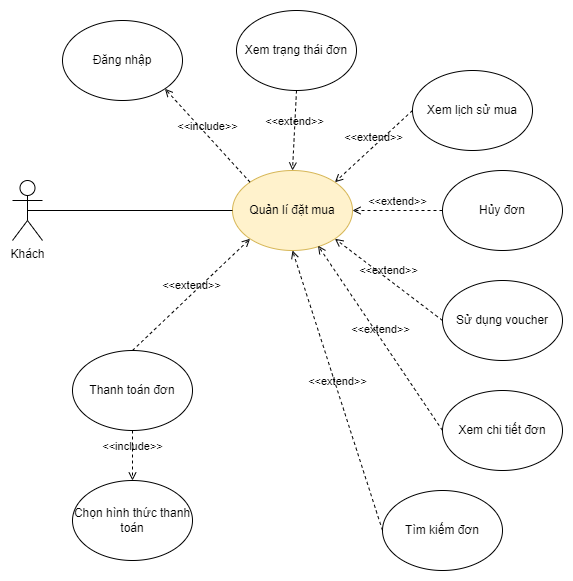 Xem trạng thái đơn
Đăng nhập
Xem lịch sử mua
<<include>>
<<extend>>
<<extend>>
Quản lí đặt mua
<<extend>>
Hủy đơn
Khách
<<extend>>
<<extend>>
Sử dụng voucher
<<extend>>
<<extend>>
Thanh toán đơn
Xem chi tiết đơn
<<include>>
Chọn hình thức thanh
toán
Tìm kiếm đơn